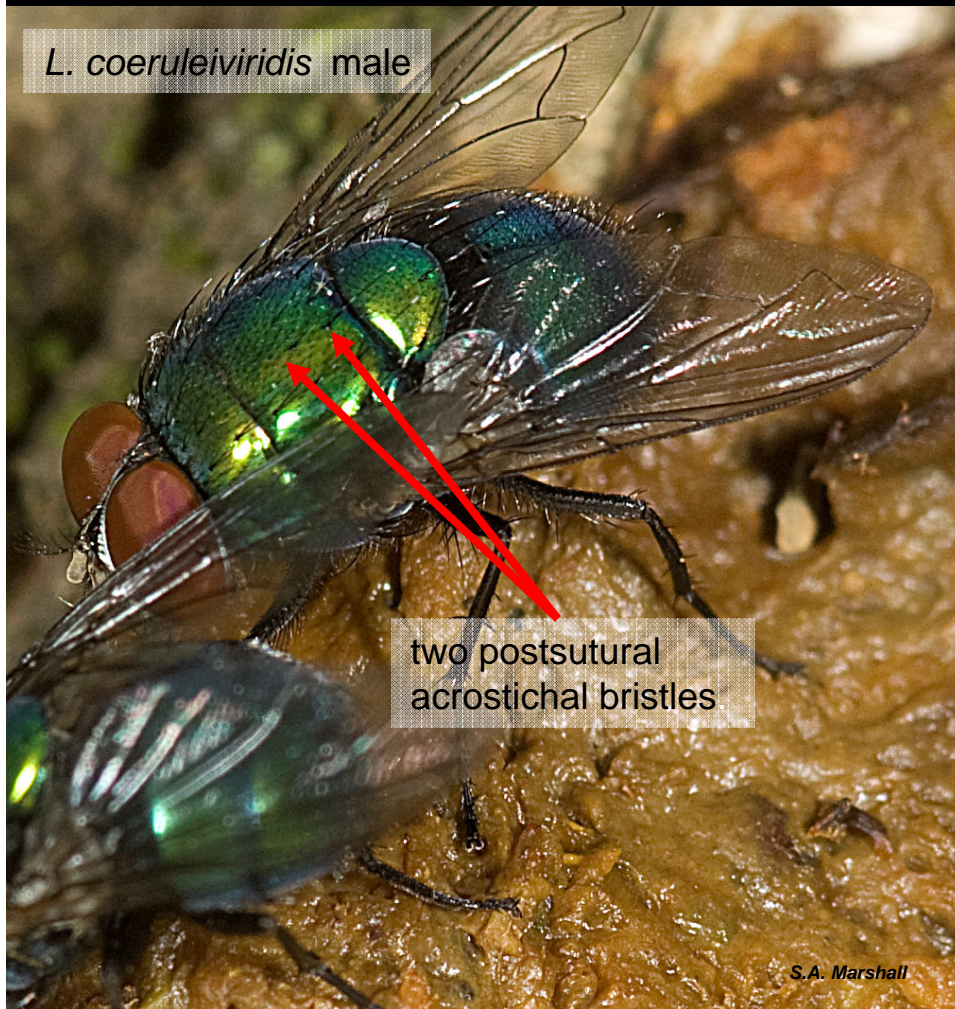 L. coeruleiviridis male
two postsutural
acrostichal bristles
S.A. Marshall